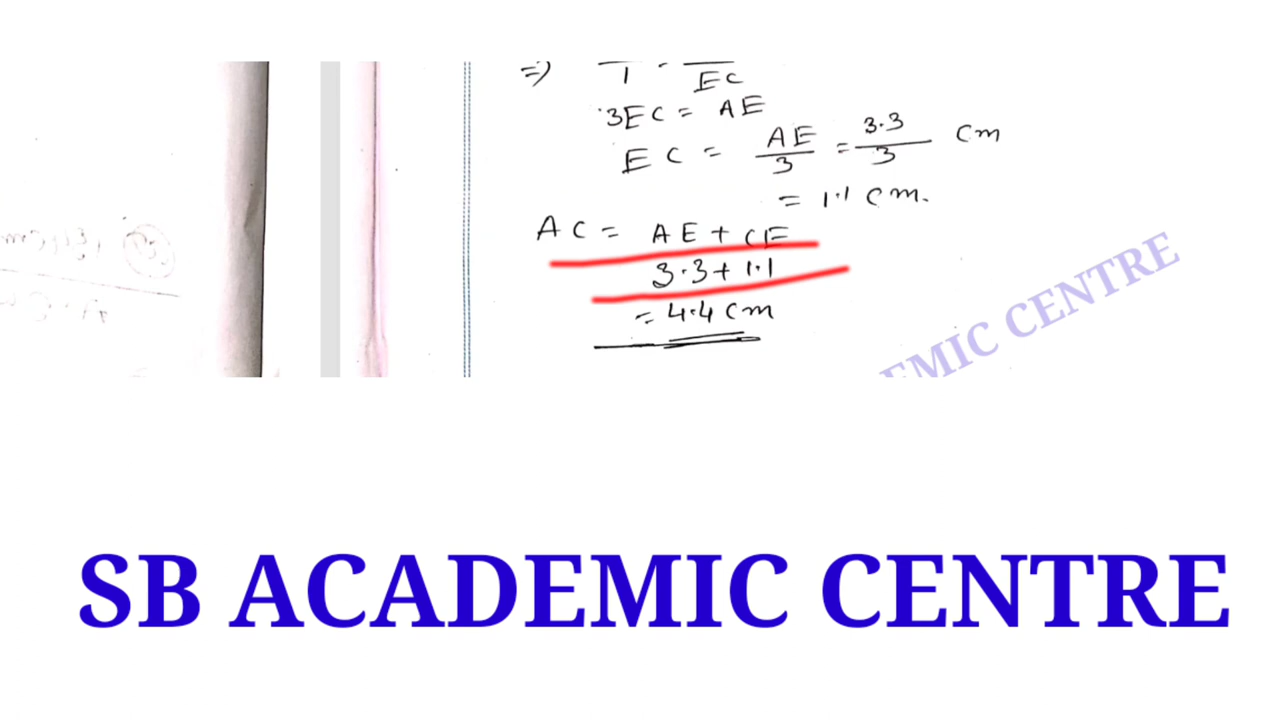 =) 1 . EC
3EC = AE
EC = AE/3 = 3.3/3 cm
= 1.1 cm.
AC = AE + CE
3.3 + 1.1
= 4.4 cm
EMIC CENTRE
SB ACADEMIC CENTRE